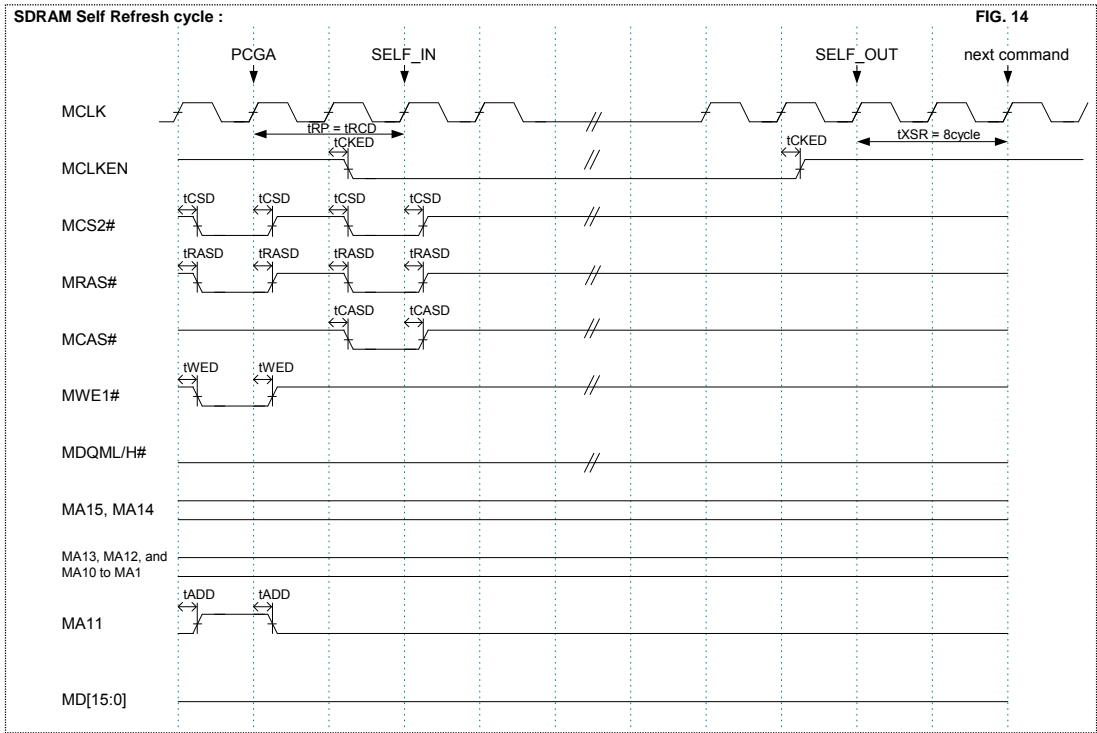 SDRAM Self Refresh cycle :
FIG. 14
PCGA SELF_IN SELF_OUT next command
MCLK
tRP = tRCD tXSR = 8cycle
tCKED tCKED
MCLKEN
tCSD tCSD tCSD tCSD
MCS2#
tRASD tRASD tRASD tRASD
MRAS#
tCASD tCASD
MCAS#
tWED tWED
MWE1#
MDQML/H#
MA15, MA14
MA13, MA12, and
MA10 to MA1
tADD tADD
MA11
MD[15:0]